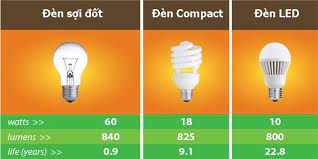 Đèn sợi đốt Đèn Compact Đèn LED
watts >> 60 18 10
lumens >> 840 825 800
life (years) >> 0.9 9.1 22.8